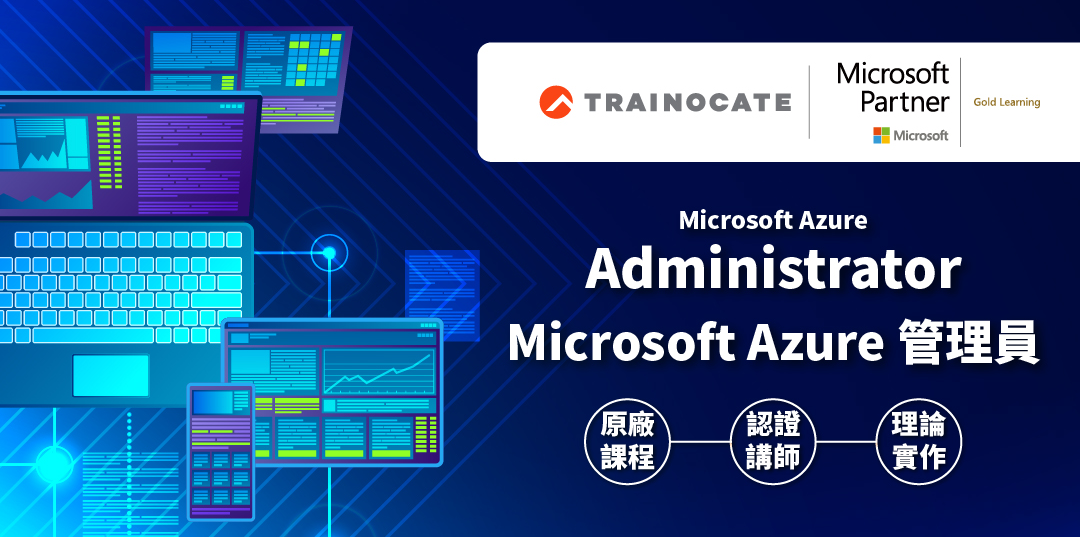 TRAINOCATE
Microsoft
Partner
Microsoft
Gold Learning
Microsoft Azure
Administrator
Microsoft Azure 管理員
原廠
課程
認證
講師
理論
實作